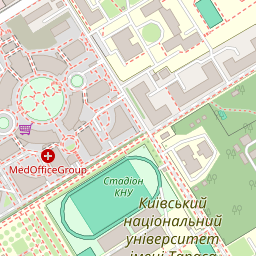 MedOfficeGroup
Стадіон
КНУ
Київський
національний
університет
імені Тараса